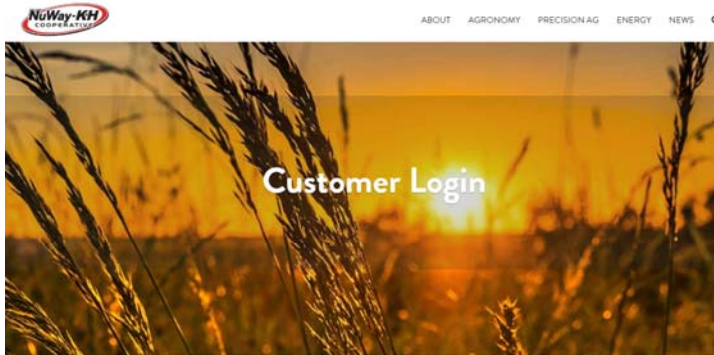 NuWay-KH
COOPERATIVE
ABOUT AGRONOMY PRECISION AG ENERGY NEWS
Customer Login